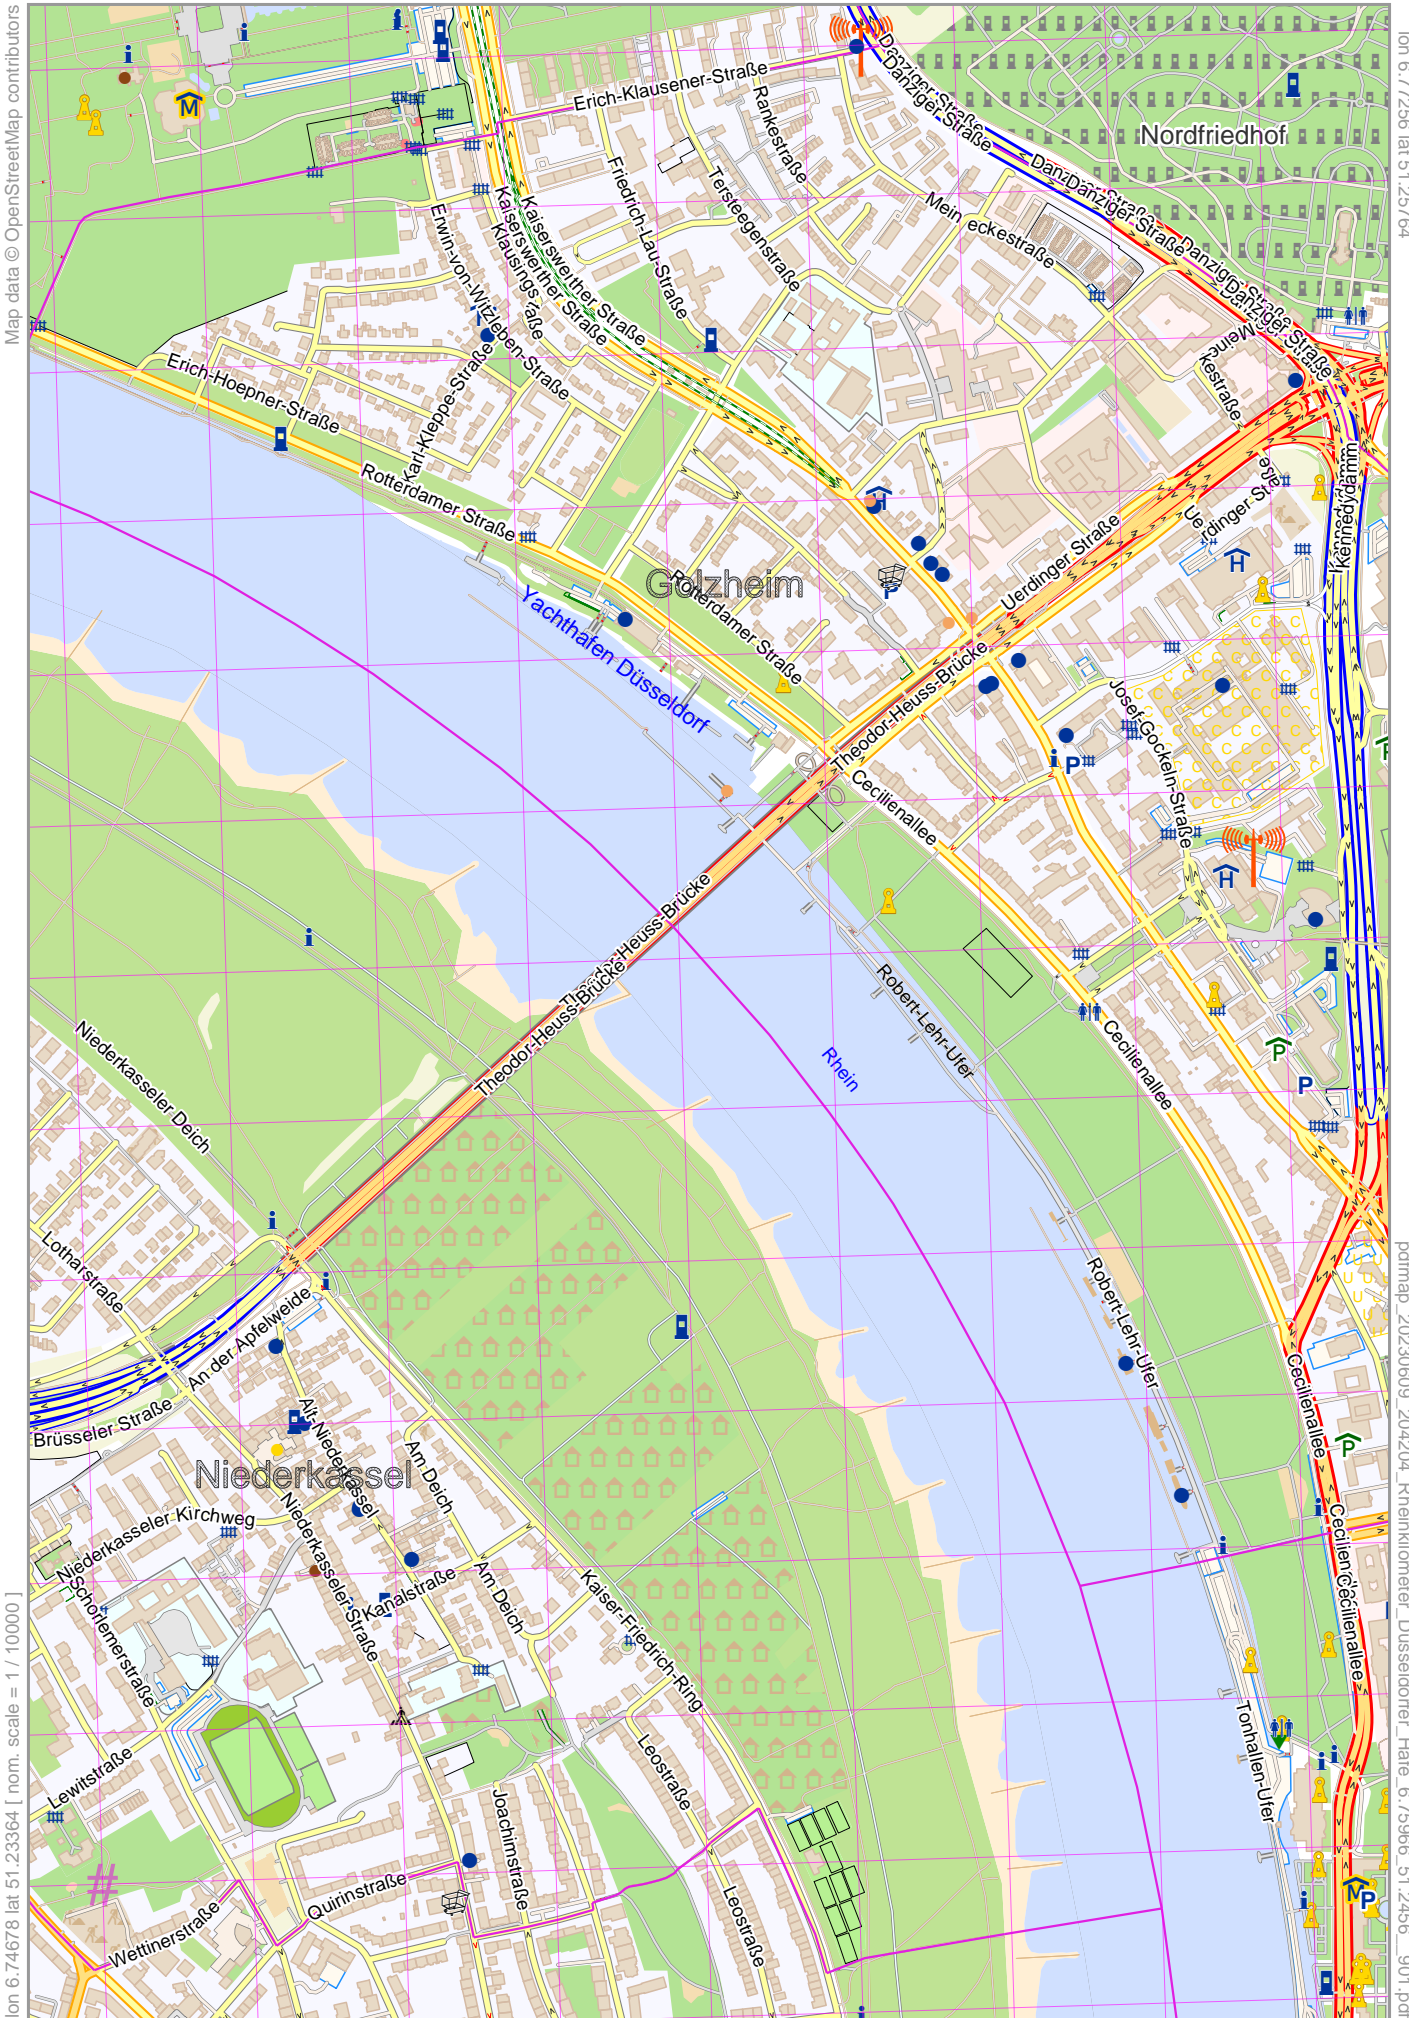 Map data © OpenStreetMap contributors
lon 6.74678 lat 51.23364 [ nom. scale = 1 / 10000 ]
lon 6.77256 lat 51.25764
Nordfriedhof
Danziger Straße
Danziger Straße
Danziger Straße
Danziger Straße
Erich-Klausener-Straße
Rankestraße
Tersteegenstraße
Friedrich-Lau-Straße
Kaiserswerther Straße
Kaiserswerther Straße
Klausingstraße
Erwin-von-Witzleben-Straße
Karl-Kleppe-Straße
Erich-Hoepner-Straße
Rotterdamer Straße
Rotterdamer Straße
Golzheim
Yachthafen Düsseldorf
Uerdinger Straße
Kennedydamm
Josef-Gockeln-Straße
Theodor-Heuss-Brücke
Theodor-Heuss-Brücke
Theodor-Heuss-Brücke
Cecilienallee
Cecilienallee
Cecilienallee
Cecilienallee
Robert-Lehr-Ufer
Robert-Lehr-Ufer
Rhein
Tonhallen-Ufer
Niederkasseler Deich
Lotharstraße
An der Apfelweide
Brüsseler Straße
Alt-Niederkassel
Niederkassel
Am Deich
Am Deich
Niederkasseler Kirchweg
Niederkasseler Straße
Kanalstraße
Schorlemerstraße
Kaiser-Friedrich-Ring
Lewitstraße
Leostraße
Leostraße
Joachimstraße
Quirinstraße
Wettinerstraße